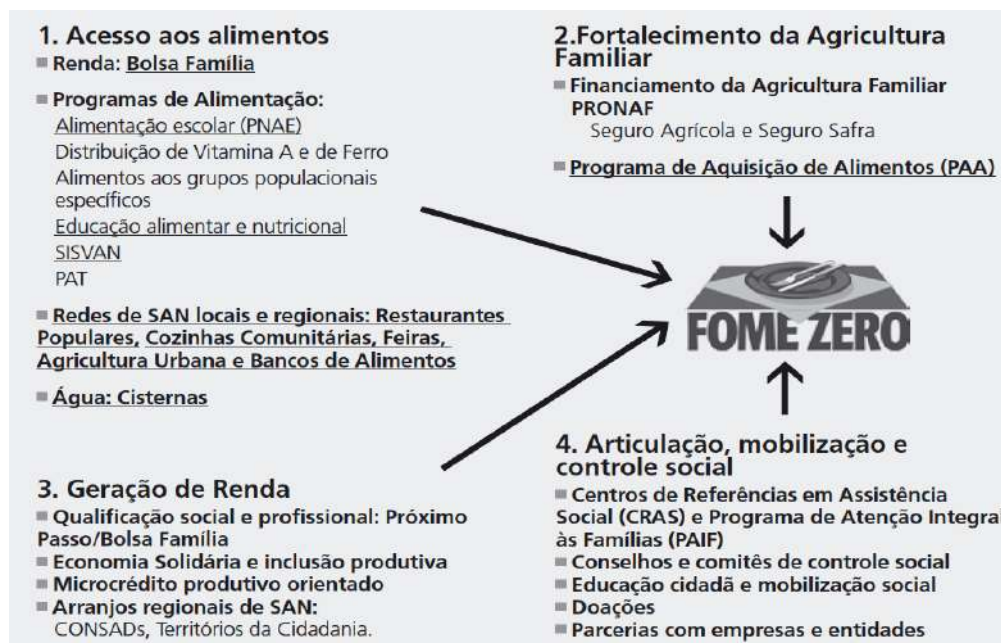 1. Acesso aos alimentos
■ Renda: Bolsa Família
■ Programas de Alimentação:
Alimentação escolar (PNAE)
Distribuição de Vitamina A e de Ferro
Alimentos aos grupos populacionais
específicos
Educação alimentar e nutricional
SISVAN
PAT
■ Redes de SAN locais e regionais: Restaurantes
Populares, Cozinhas Comunitárias, Feiras,
Agricultura Urbana e Bancos de Alimentos
■ Água: Cisternas
2.Fortalecimento da Agricultura
Familiar
■ Financiamento da Agricultura Familiar
PRONAF
Seguro Agrícola e Seguro Safra
■ Programa de Aquisição de Alimentos (PAA)
FOME ZERO
3. Geração de Renda
■ Qualificação social e profissional: Próximo
Passo/Bolsa Família
■ Economia Solidária e inclusão produtiva
■ Microcrédito produtivo orientado
■ Arranjos regionais de SAN:
CONSADs, Territórios da Cidadania.
4. Articulação, mobilização e
controle social
■ Centros de Referências em Assistência
Social (CRAS) e Programa de Atenção Integral
às Famílias (PAIF)
■ Conselhos e comitês de controle social
■ Educação cidadã e mobilização social
■ Doações
■ Parcerias com empresas e entidades